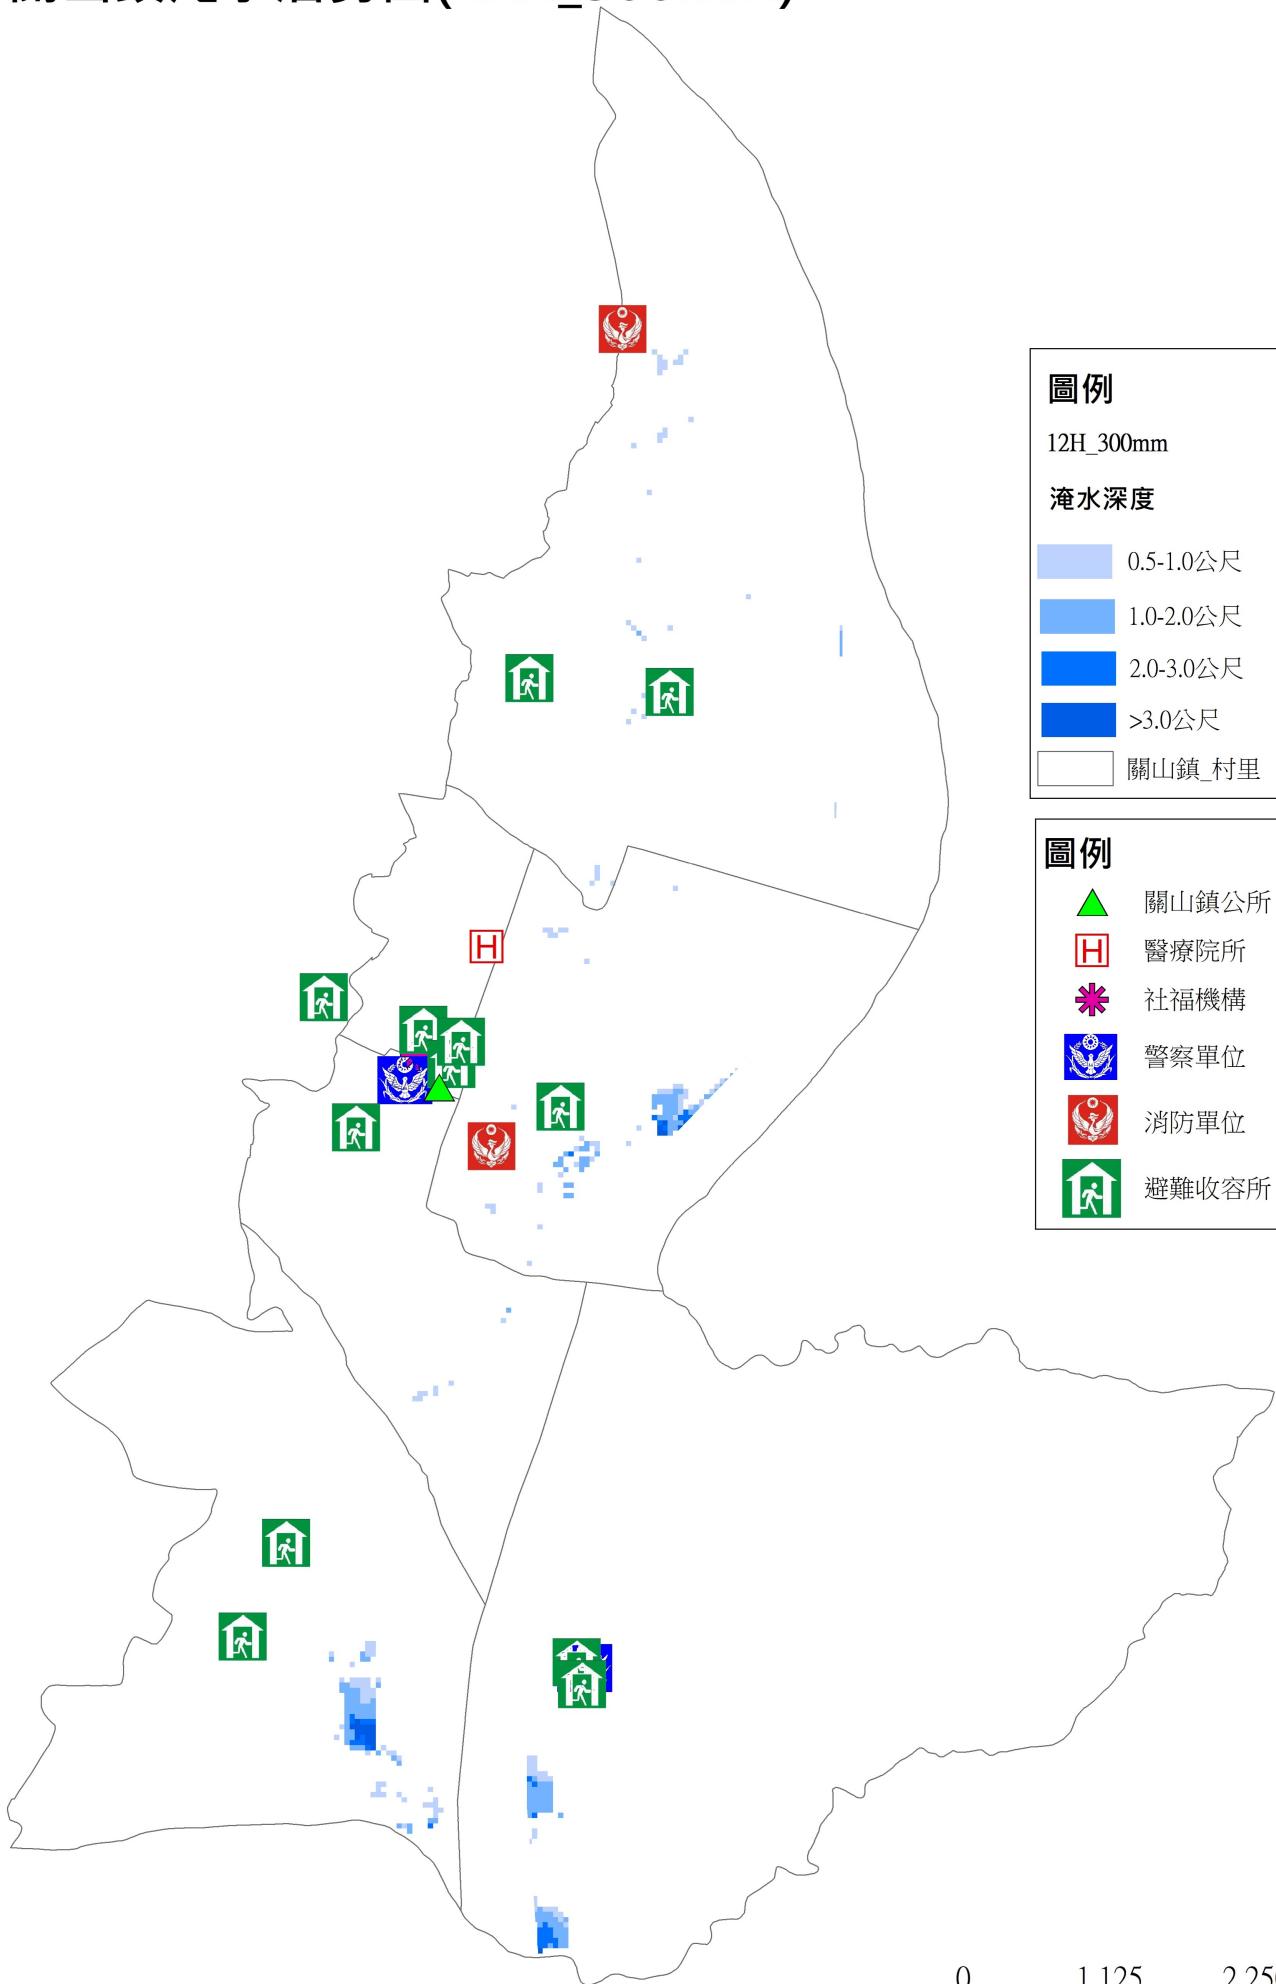 圖例
12H_300mm
淹水深度
0.5-1.0公尺
1.0-2.0公尺
2.0-3.0公尺
>3.0公尺
關山鎮_村里
圖例
關山鎮公所
H 醫療院所
社福機構
警察單位
消防單位
避難收容所
H
0 1,125